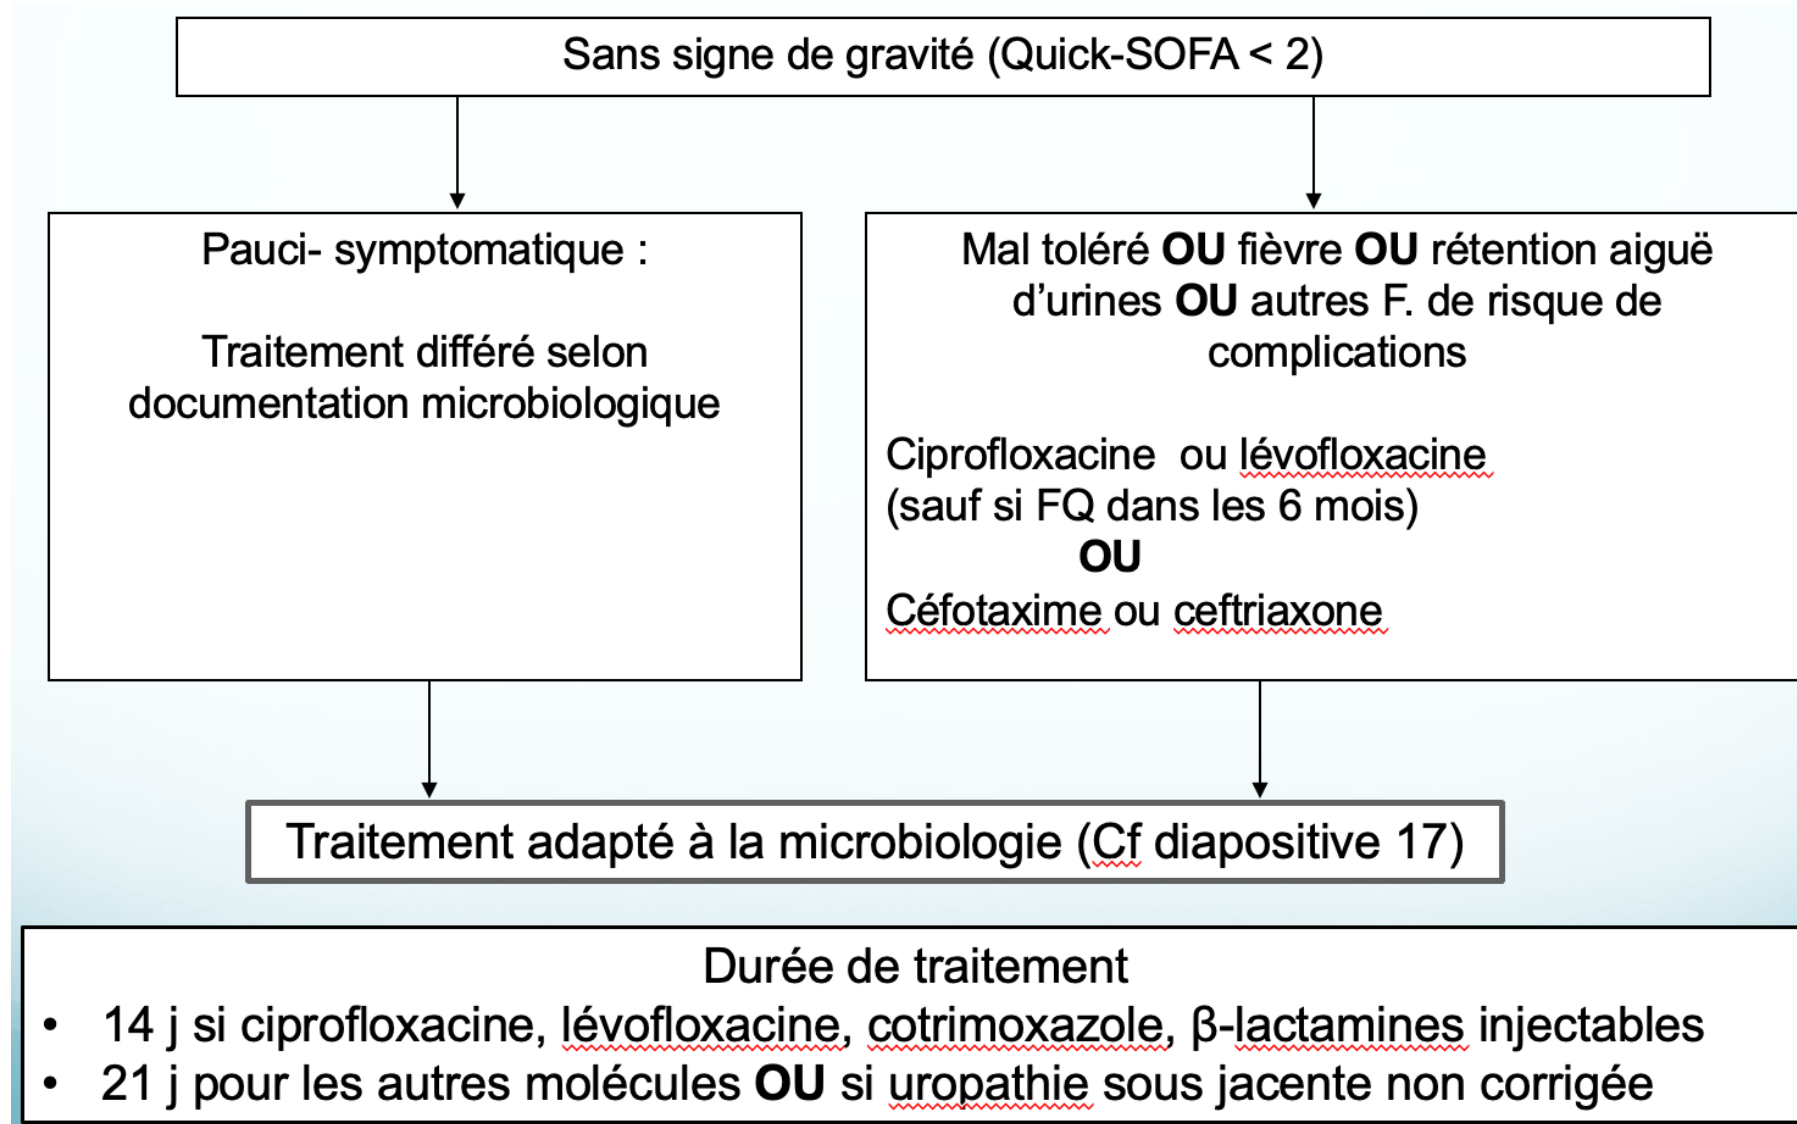 Sans signe de gravité (Quick-SOFA < 2)
Pauci- symptomatique :
Traitement différé selon
documentation microbiologique
Mal toléré OU fièvre OU rétention aiguë
d’urines OU autres F. de risque de
complications
Ciprofloxacine  ou lévofloxacine
(sauf si FQ dans les 6 mois)
OU
Céfotaxime ou ceftriaxone
Traitement adapté à la microbiologie (Cf diapositive 17)
Durée de traitement
• 14 j si ciprofloxacine, lévofloxacine, cotrimoxazole, β-lactamines injectables
• 21 j pour les autres molécules OU si uropathie sous jacente non corrigée